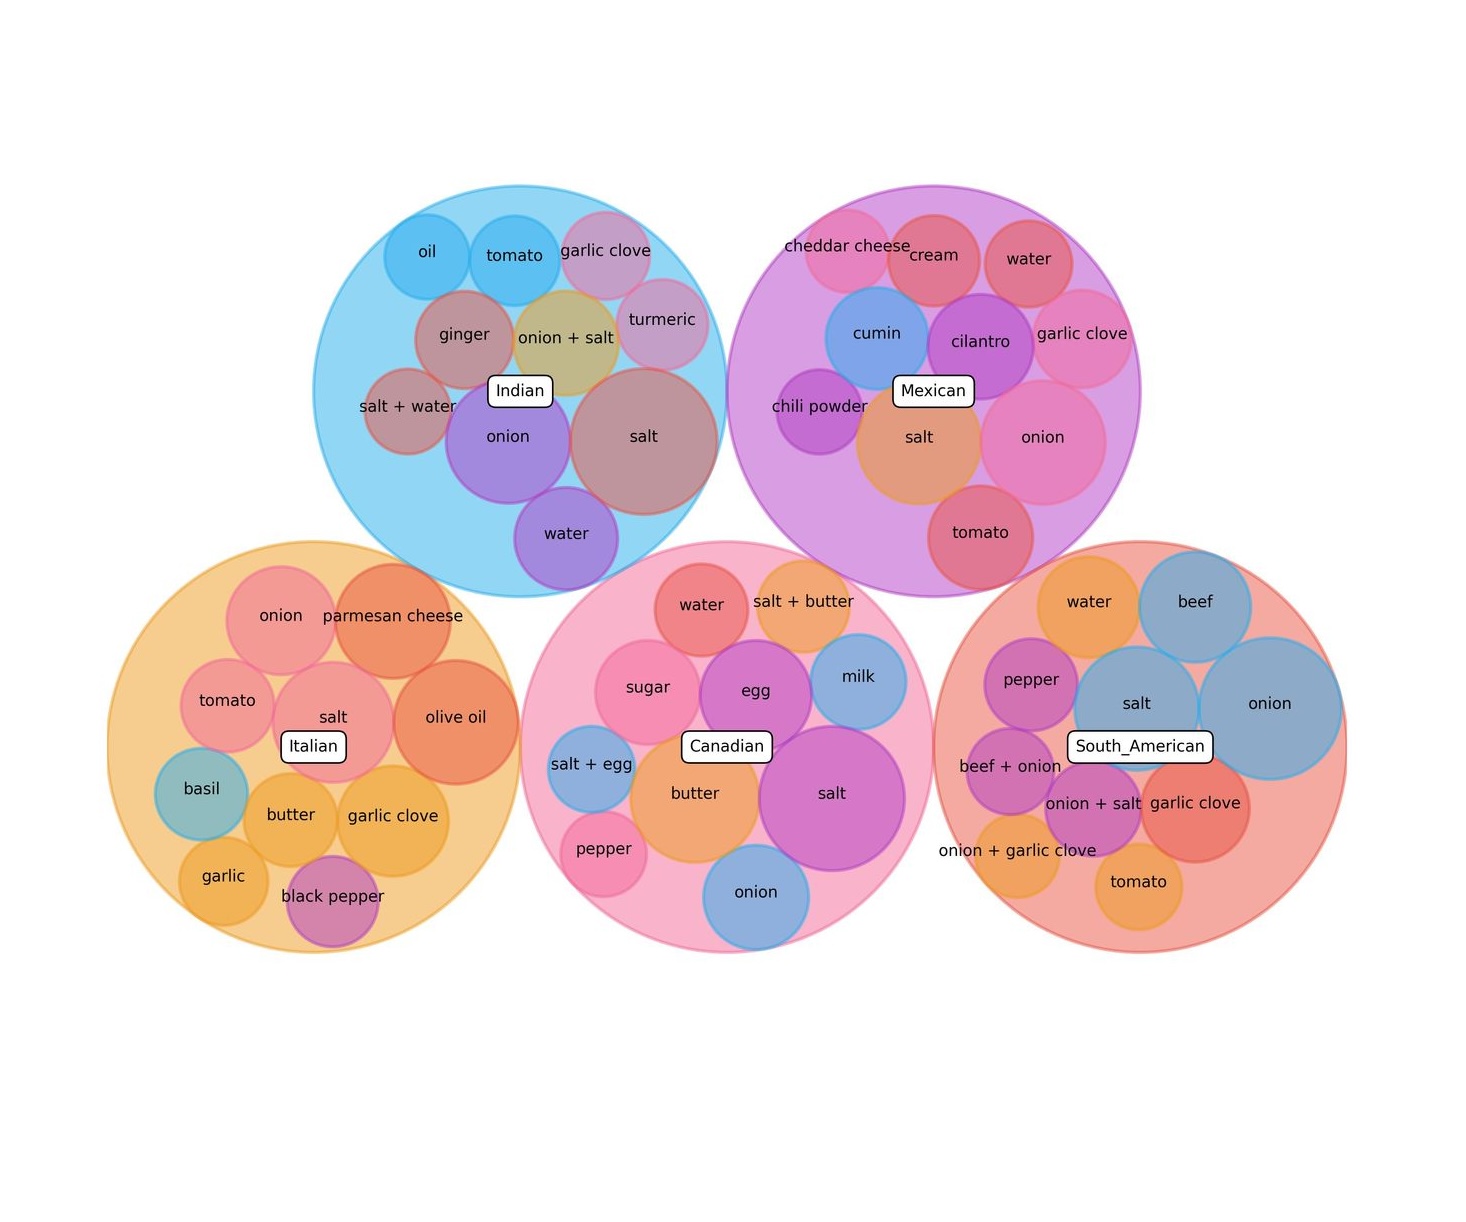 oil
tomato
garlic clove
ginger
onion + salt
turmeric
Indian
salt + water
onion
salt
water
cheddar cheese
cream
water
cumin
cilantro
garlic clove
Mexican
chili powder
salt
onion
tomato
onion
parmesan cheese
tomato
salt
olive oil
Italian
basil
butter
garlic clove
garlic
black pepper
water
salt + butter
sugar
egg
milk
Canadian
salt + egg
butter
salt
pepper
onion
water
beef
pepper
salt
onion
South_American
beef + onion
onion + salt
garlic clove
onion + garlic clove
tomato